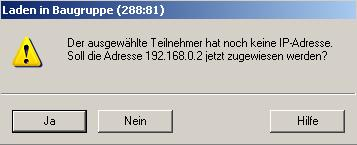 Laden in Baugruppe (288:81)
Der ausgewählte Teilnehmer hat noch keine IP-Adresse.
Soll die Adresse 192.168.0.2 jetzt zugewiesen werden?
Ja
Nein
Hilfe